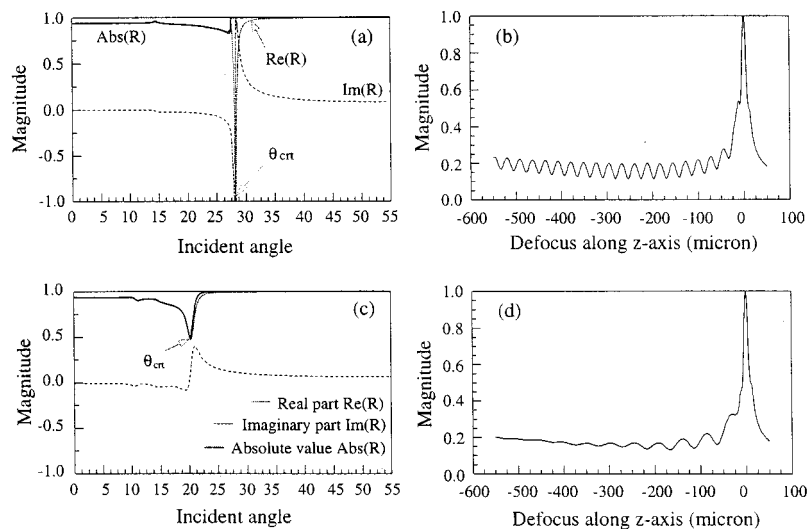 1.0
0.5
0.0
-0.5
-1.0
Magnitude
Abs(R)
(a)
Re(R)
Im(R)
θcrt
0 5 10 15 20 25 30 35 40 45 50 55
Incident angle
1.0
0.8
0.6
0.4
0.2
0.0
Magnitude
(b)
-600 -500 -400 -300 -200 -100 0 100
Defocus along z-axis (micron)
1.0
0.5
0.0
0.5
-1.0
Magnitude
(c)
θcrt
Real part Re(R)
Imaginary part Im(R)
Absolute value Abs(R)
0 5 10 15 20 25 30 35 40 45 50 55
Incident angle
1.0
0.8
0.6
0.4
0.2
0.0
Magnitude
(d)
-600 -500 -400 -300 -200 -100 0 100
Defocus along z-axis (micron)